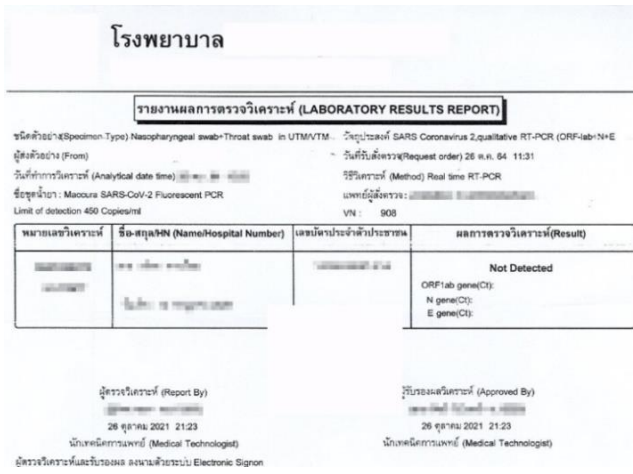 โรงพยาบาล
รายงานผลการตรวจวิเคราะห์ (LABORATORY RESULTS REPORT)
ชนิดตัวอย่าง(Specimen Type) Nasopharyngeal swab+Throat swab in UTM/VTM
วัตถุประสงค์ SARS Coronavirus 2,qualitative RT-PCR (ORF-lab+N+E
ผู้ส่งตัวอย่าง (From)
วันที่รับสั่งตรวจ(Request order) 26 ต.ค. 64 11:31
วันที่ทำการวิเคราะห์ (Analytical date time)
วิธีวิเคราะห์ (Method) Real time RT-PCR
ชื่อชุดน้ำยา : Maccura SARS-CoV-2 Fluorescent PCR
แพทย์ผู้สั่งตรวจ:
Limit of detection 450 Copies/ml
VN : 908
หมายเลขวิเคราะห์ ชื่อ-สกุล/HN (Name/Hospital Number) เลขบัตรประจำตัวประชาชน ผลการตรวจวิเคราะห์(Result)
Not Detected
ORF1ab gene(Ct):
N gene(Ct):
E gene(Ct):
ผู้ตรวจวิเคราะห์ (Report By)
26 ตุลาคม 2021 21:23
นักเทคนิคการแพทย์ (Medical Technologist)
ผู้ตรวจวิเคราะห์และรับรองผล ลงนามด้วยระบบ Electronic Signon
ผู้รับรองผลวิเคราะห์ (Approved By)
26 ตุลาคม 2021 21:23
นักเทคนิคการแพทย์ (Medical Technologist)